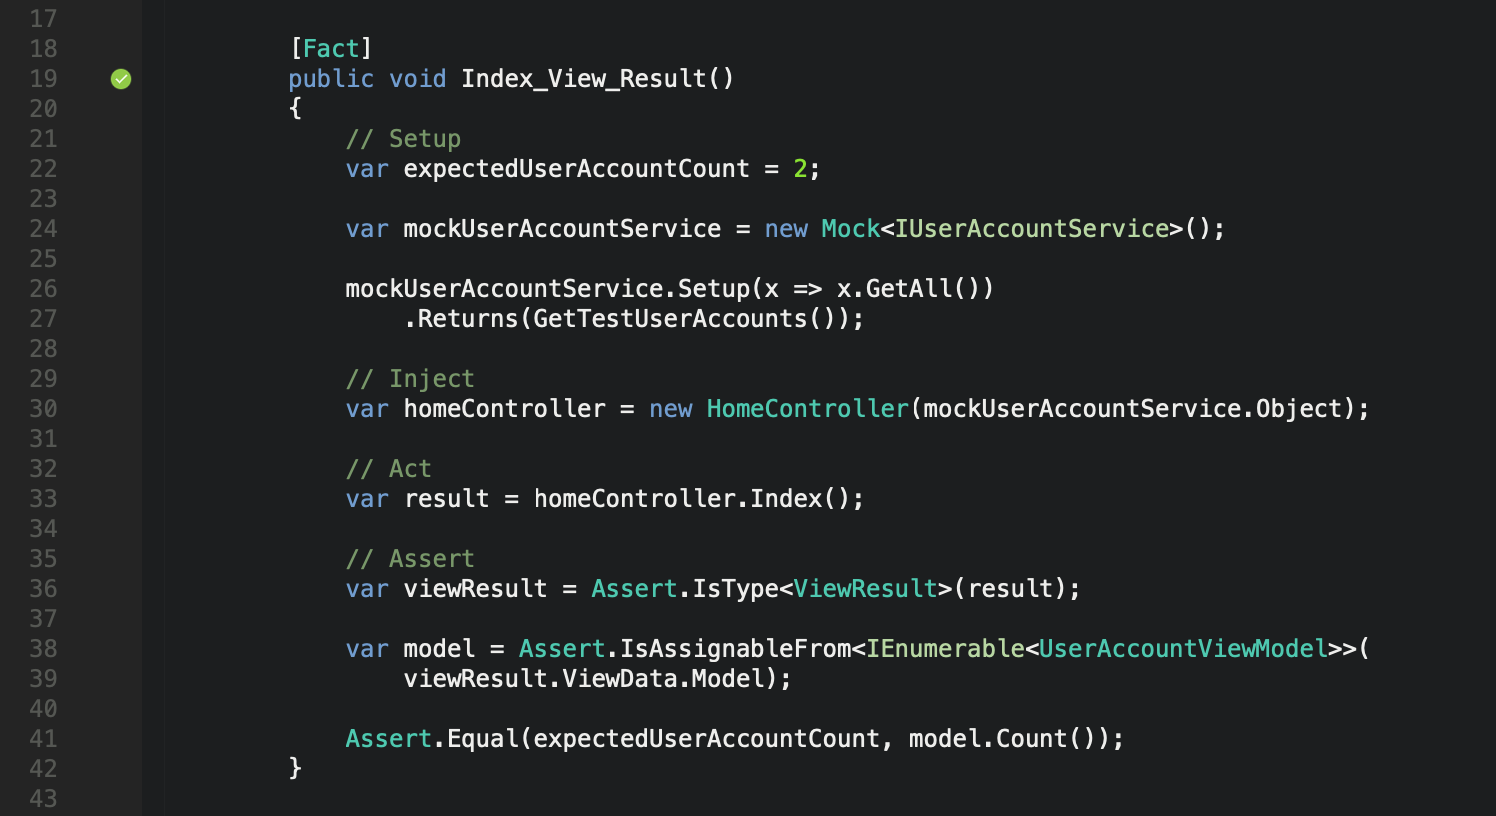 17
18 [Fact]
19 public void Index_View_Result()
20 {
21 // Setup
22 var expectedUserAccountCount = 2;
23
24 var mockUserAccountService = new Mock<IUserAccountService>();
25
26 mockUserAccountService.Setup(x => x.GetAll())
27 .Returns(GetTestUserAccounts());
28
29 // Inject
30 var homeController = new HomeController(mockUserAccountService.Object);
31
32 // Act
33 var result = homeController.Index();
34
35 // Assert
36 var viewResult = Assert.IsType<ViewResult>(result);
37
38 var model = Assert.IsAssignableFrom<IEnumerable<UserAccountViewModel>>(
39 viewResult.ViewData.Model);
40
41 Assert.Equal(expectedUserAccountCount, model.Count());
42 }
43